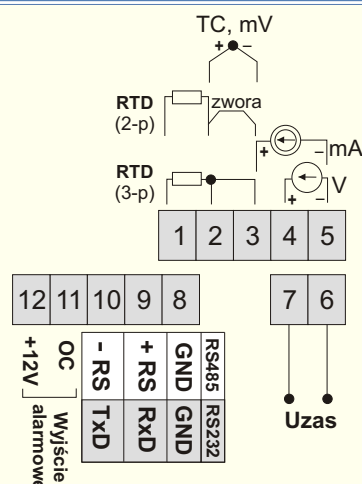 TC, mV
+ –
RTD
(2-p)
zwora
+ – mA
RTD
(3-p)
V
+ –
1 2 3 4 5
12 11 10 9 8
7 6
+12V
OC
- RS
+ RS
GND
RS485
Wyjście
alarmowe
TxD
RxD
GND
RS232
Uzas